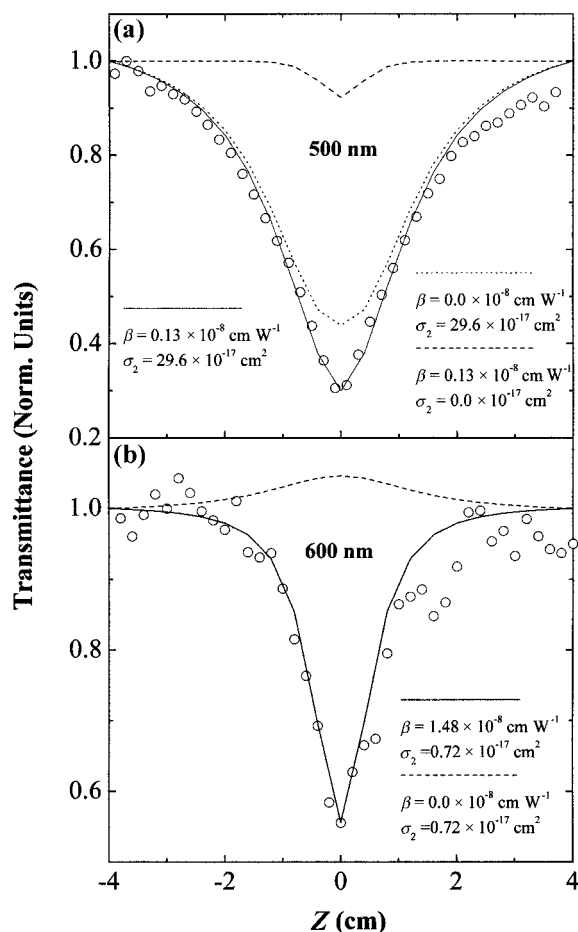 (a)
1.0
0.8
0.6
0.4
0.2
500 nm
β = 0.13 × 10⁻⁸ cm W⁻¹
σ₂ = 29.6 × 10⁻¹⁷ cm²
β = 0.0 × 10⁻⁸ cm W⁻¹
σ₂ = 29.6 × 10⁻¹⁷ cm²
β = 0.13 × 10⁻⁸ cm W⁻¹
σ₂ = 0.0 × 10⁻¹⁷ cm²
Transmittance (Norm. Units)
(b)
1.0
0.8
0.6
600 nm
β = 1.48 × 10⁻⁸ cm W⁻¹
σ₂ =0.72 × 10⁻¹⁷ cm²
β = 0.0 × 10⁻⁸ cm W⁻¹
σ₂ =0.72 × 10⁻¹⁷ cm²
-4 -2 0 2 4
Z (cm)